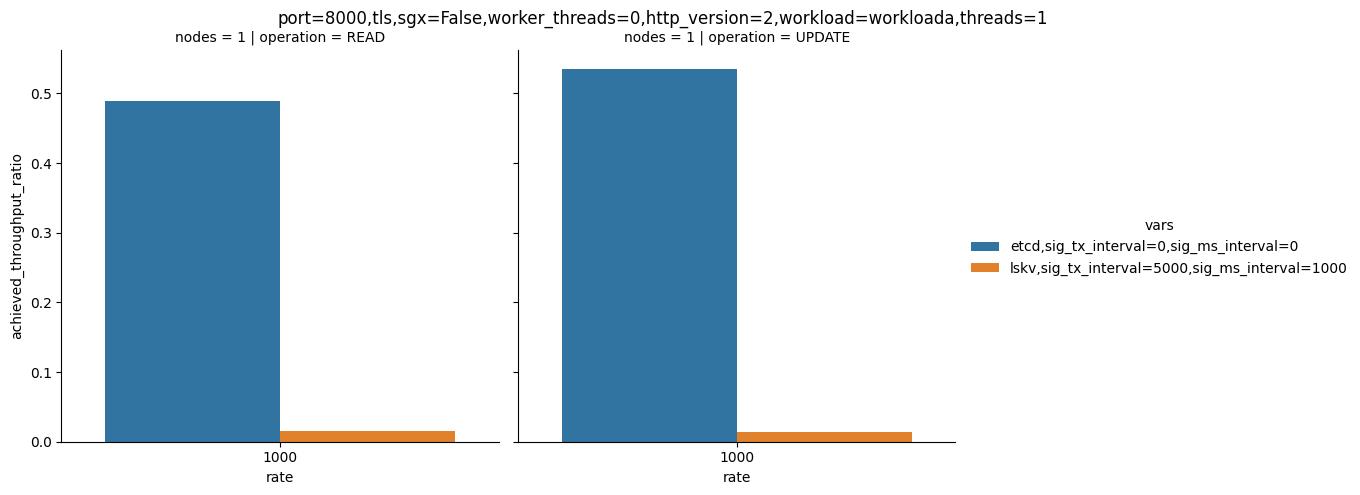 port=8000,tls,sgx=False,worker_threads=0,http_version=2,workload=workloada,threads=1
nodes = 1 | operation = READ
nodes = 1 | operation = UPDATE
achieved_throughput_ratio
0.5
0.4
0.3
0.2
0.1
0.0
1000
rate
1000
rate
vars
etcd,sig_tx_interval=0,sig_ms_interval=0
lskv,sig_tx_interval=5000,sig_ms_interval=1000